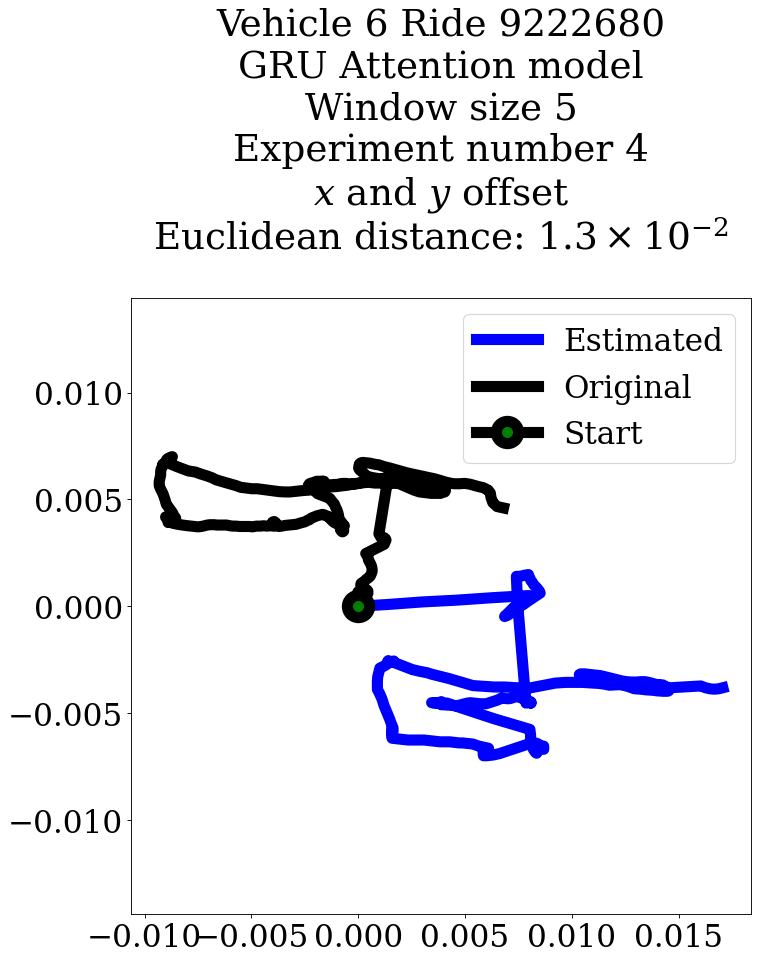 Vehicle 6 Ride 9222680
GRU Attention model
Window size 5
Experiment number 4
x and y offset
Euclidean distance: 1.3 × 10⁻²
Estimated
Original
Start
0.010
0.005
0.000
−0.005
−0.010
−0.010 −0.005 0.000 0.005 0.010 0.015